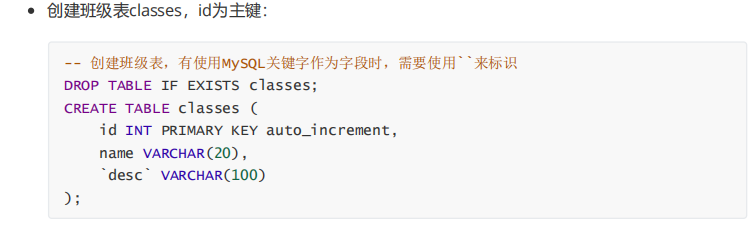 • 创建班级表classes，id为主键：
-- 创建班级表，有使用MySQL关键字作为字段时，需要使用``来标识
DROP TABLE IF EXISTS classes;
CREATE TABLE classes (
    id INT PRIMARY KEY auto_increment,
    name VARCHAR(20),
    `desc` VARCHAR(100)
);